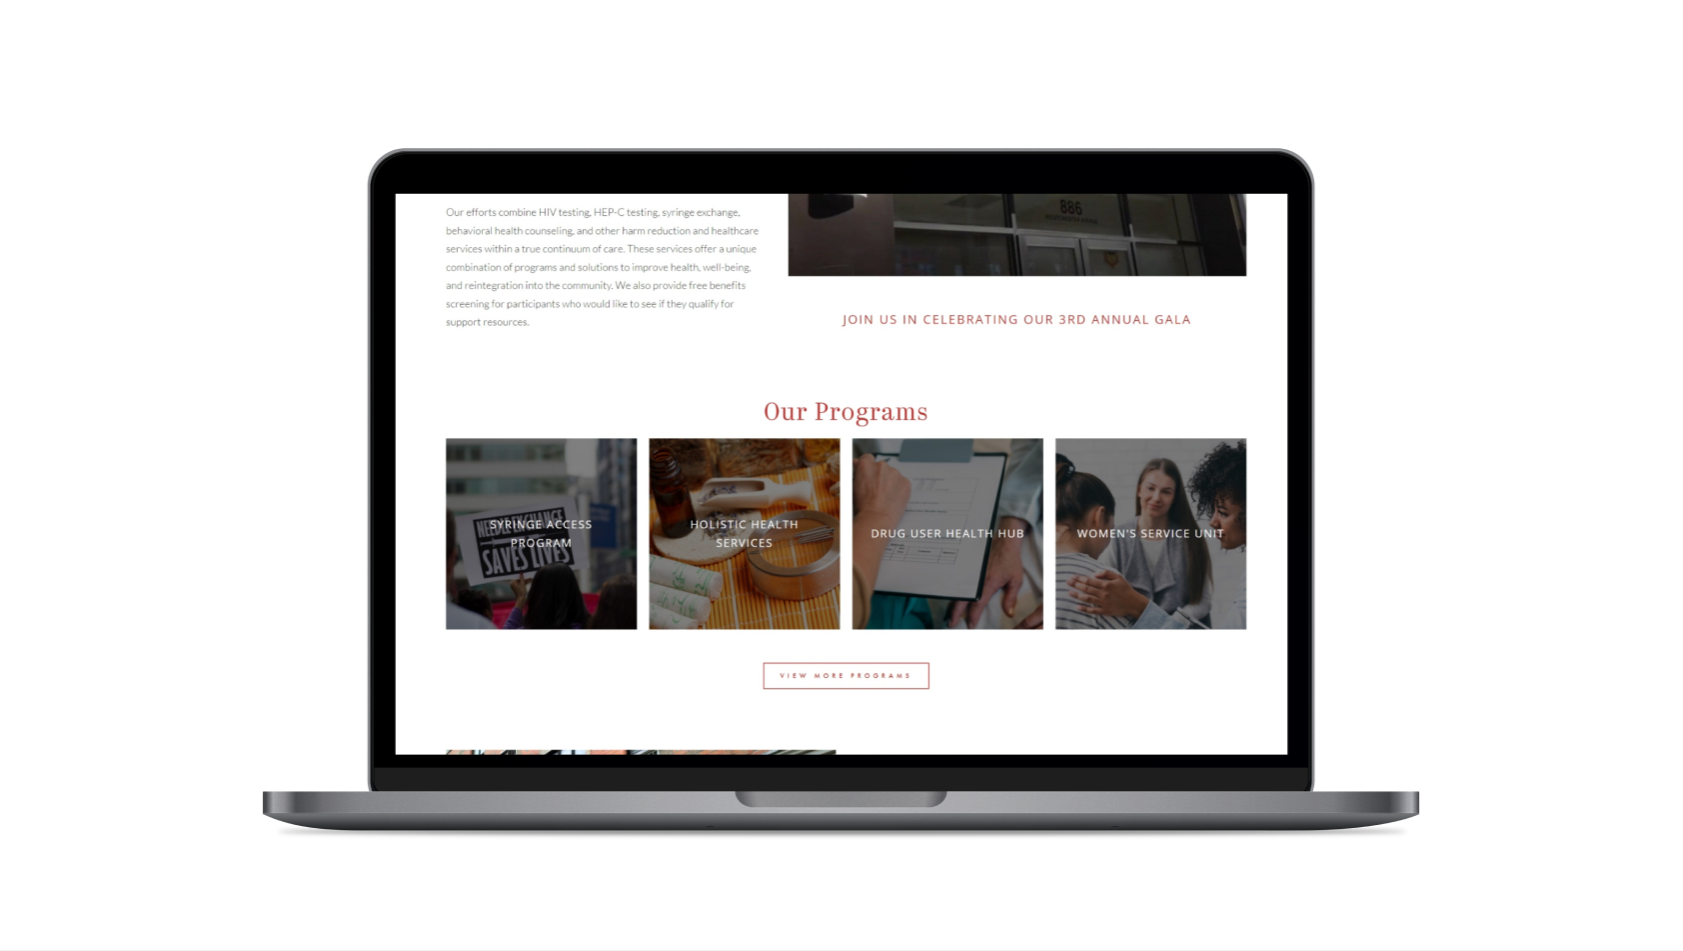 Our efforts combine HIV testing, HEP-C testing, syringe exchange,
behavioral health counseling, and other harm reduction and healthcare
services within a true continuum of care. These services offer a unique
combination of programs and solutions to improve health, well-being,
and reintegration into the community. We also provide free benefits
screening for participants who would like to see if they qualify for
support resources.
886
JOIN US IN CELEBRATING OUR 3RD ANNUAL GALA
Our Programs
NEEDLE EXCHANGE
SAVES LIVES
SYRINGE ACCESS
PROGRAM
HOLISTIC HEALTH
SERVICES
DRUG USER HEALTH HUB
WOMEN'S SERVICE UNIT
VIEW MORE PROGRAMS